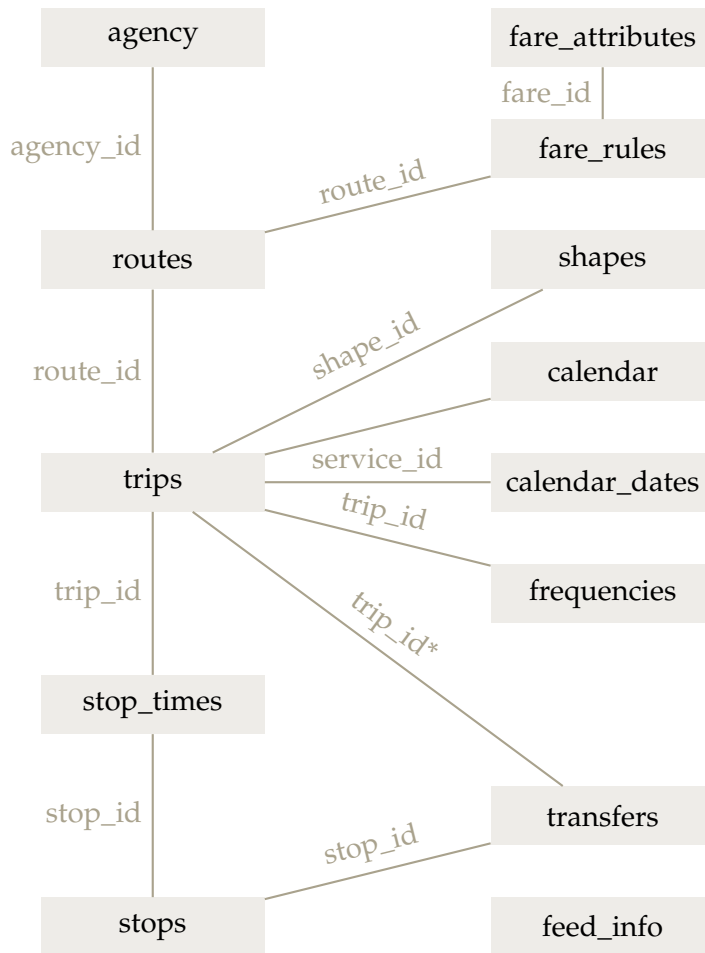 agency
fare_attributes
fare_id
agency_id
fare_rules
route_id
routes
shapes
shape_id
route_id
calendar
service_id
trips
calendar_dates
trip_id
trip_id
frequencies
trip_id*
stop_times
stop_id
transfers
stop_id
stops
feed_info